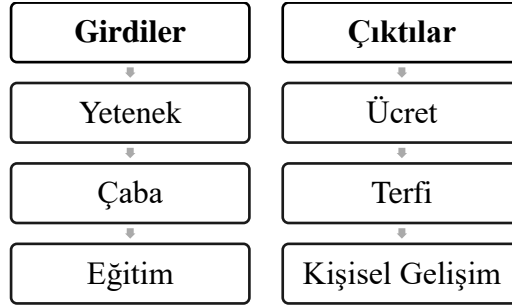 Girdiler
Yetenek
Çaba
Eğitim
Çıktılar
Ücret
Terfi
Kişisel Gelişim